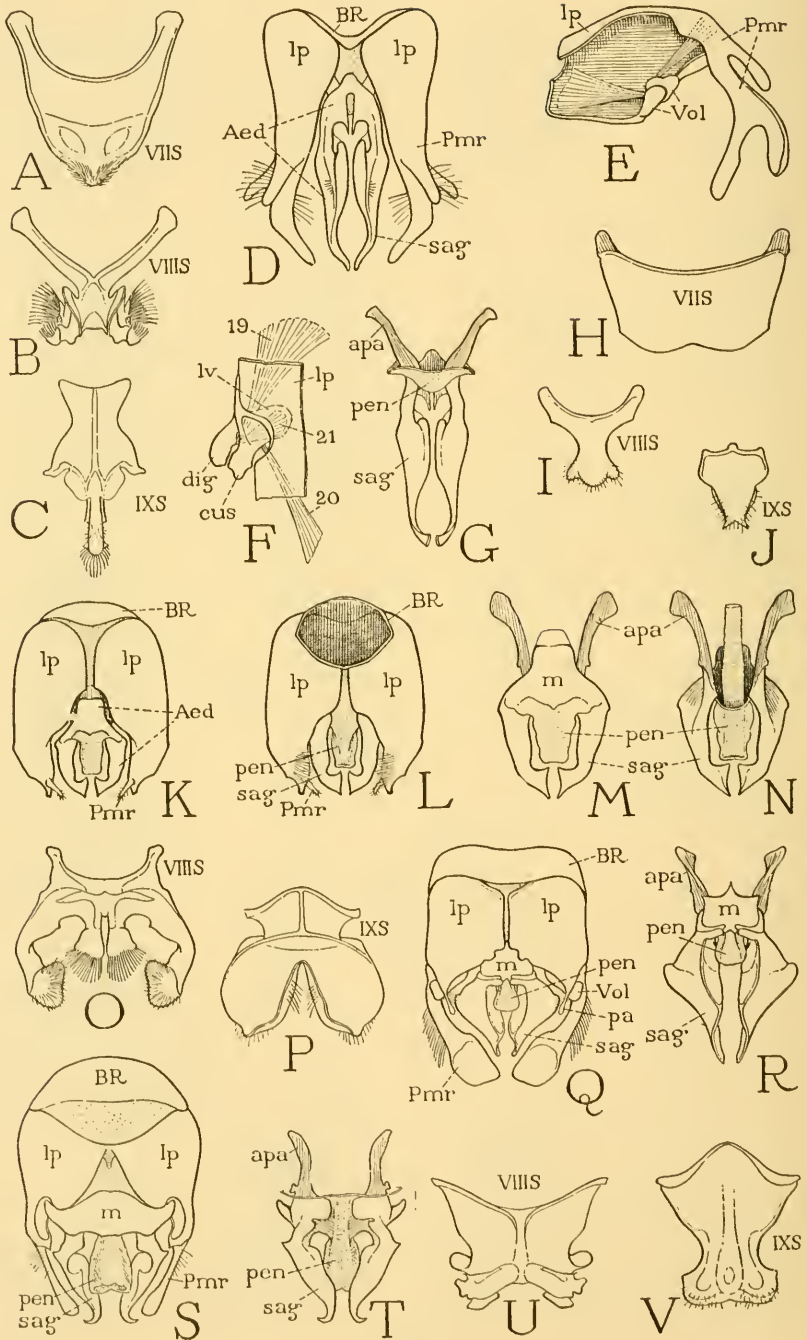 BR
lp
lp
lp
Pmr
Aed
Pmr
Vol
VIIS
A
D
sag
E
VIIIS
B
VIIS
H
19
lv
lp
21
dig
cus
20
F
apa
pen
sag
G
VIIIS
I
IXS
J
IXS
C
BR
lp
lp
Aed
Pmr
K
BR
lp
lp
pen
sag
Pmr
L
apa
m
pen
sag
M
N
VIIIS
O
IXS
P
BR
lp
lp
m
pen
Vol
pa
sag
Pmr
Q
apa
m
pen
sag
R
BR
lp
lp
m
pen
sag
Pmr
S
apa
pen
sag
T
VIIIS
U
IXS
V